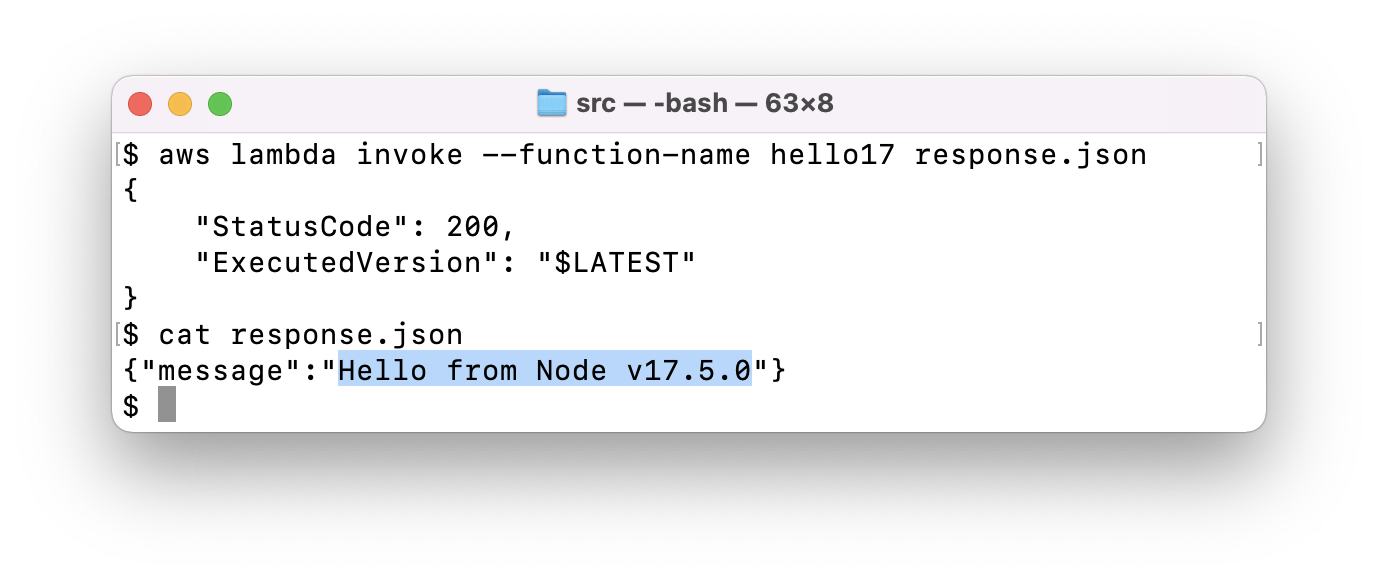 src — -bash — 63×8
$ aws lambda invoke --function-name hello17 response.json
{
    "StatusCode": 200,
    "ExecutedVersion": "$LATEST"
}
$ cat response.json
{"message":"Hello from Node v17.5.0"}
$